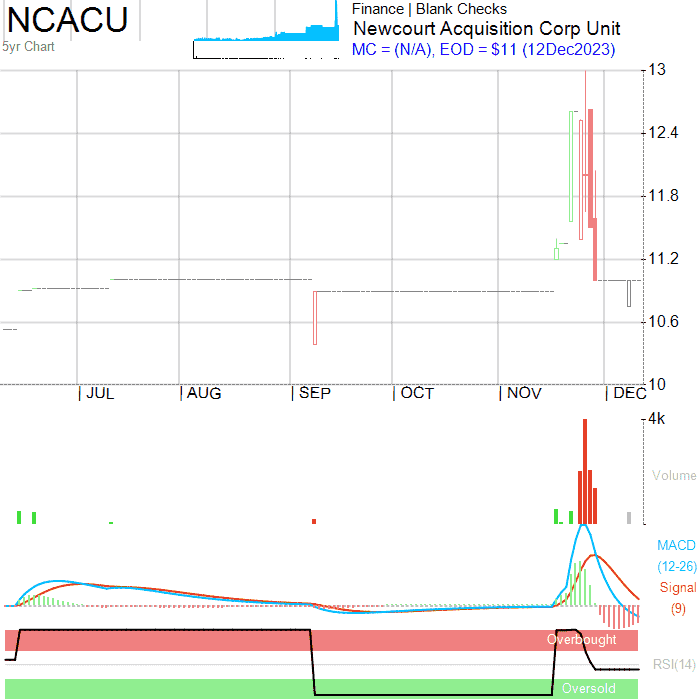 NCACU
5yr Chart
Finance | Blank Checks
Newcourt Acquisition Corp Unit
MC = (N/A), EOD = $11 (12Dec2023)
13
12.4
11.8
11.2
10.6
10
| JUL | AUG | SEP | OCT | NOV | DEC
4k
Volume
MACD
(12-26)
Signal
(9)
Overbought
RSI(14)
Oversold